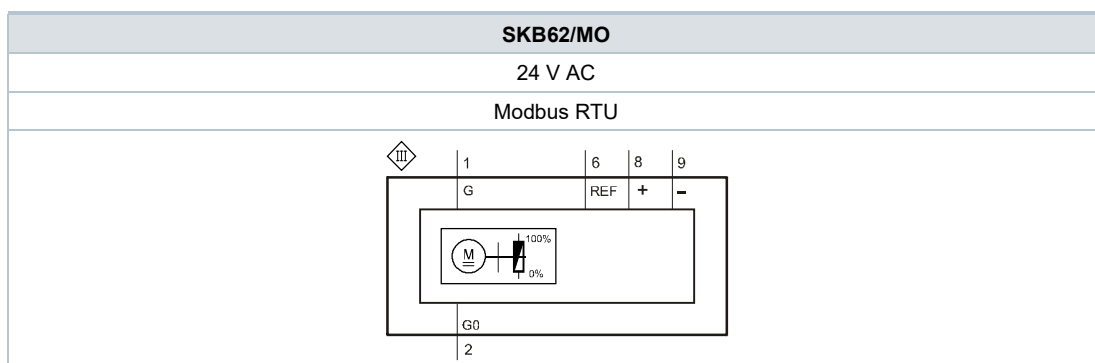 SKB62/MO
24 V AC
Modbus RTU
III
1 6 8 9
G REF + -
M
100%
0%
G0
2